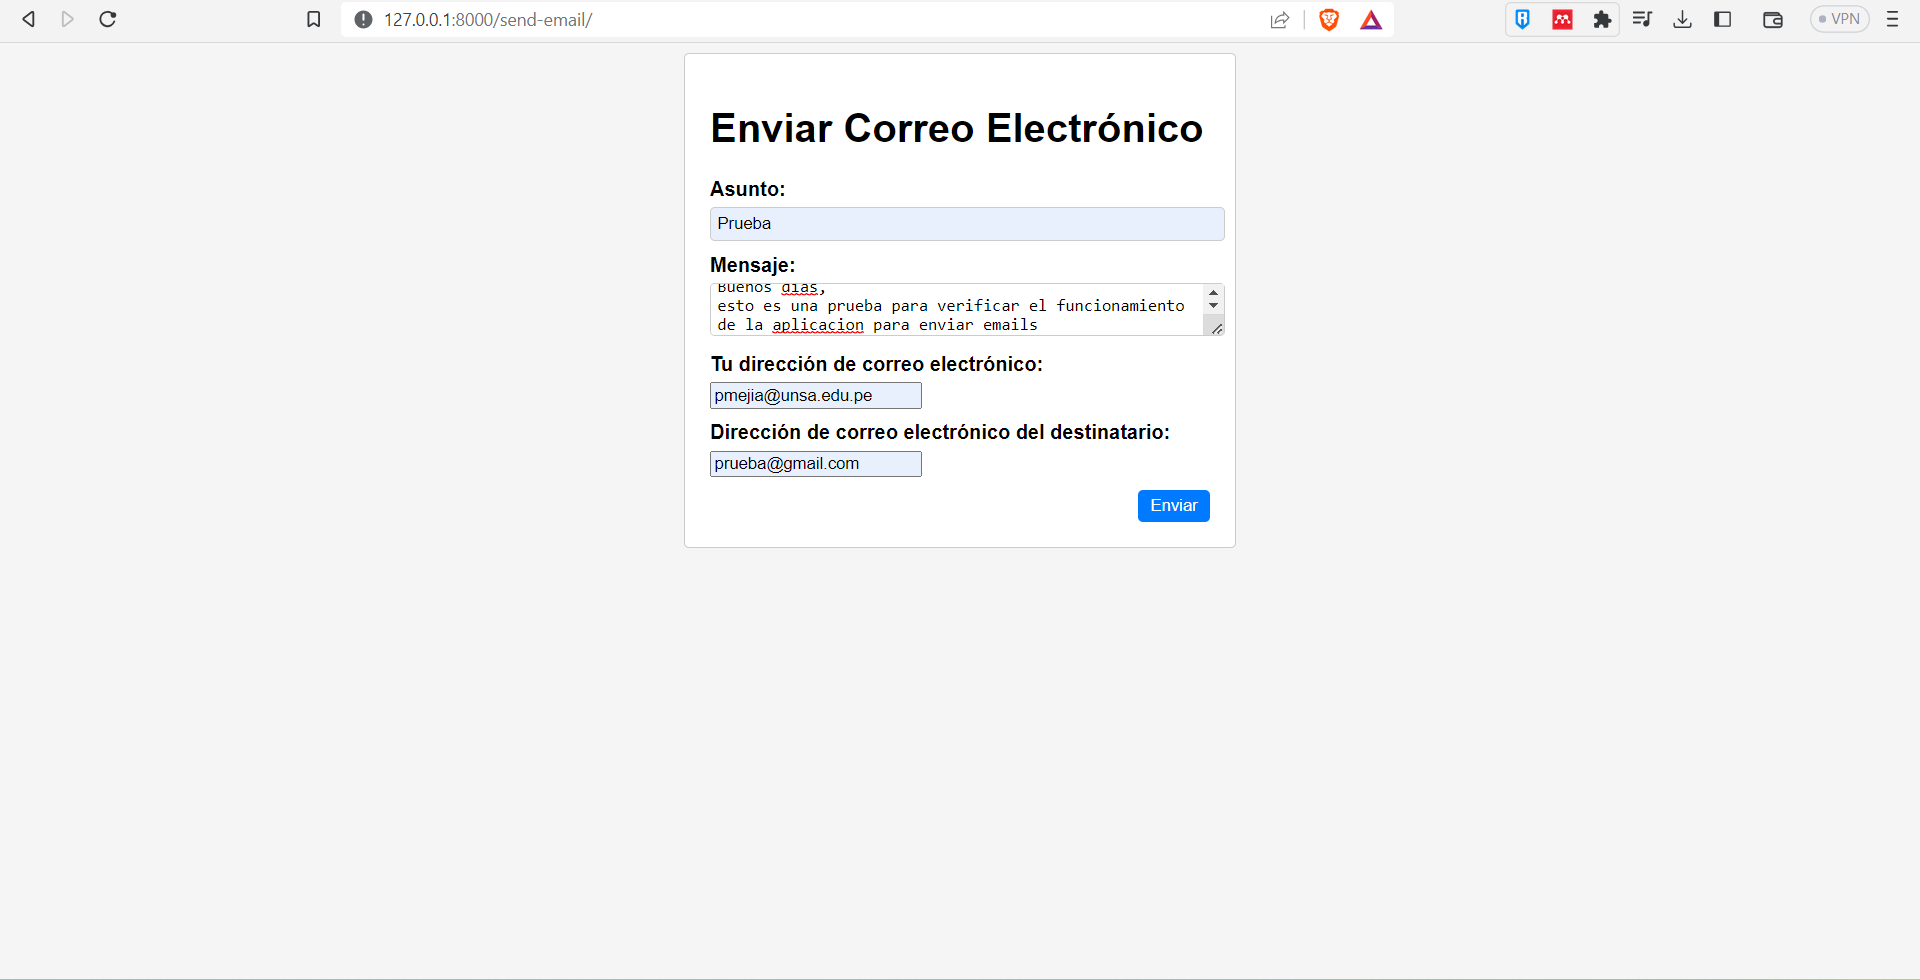 127.0.0.1:8000/send-email/
VPN
Enviar Correo Electrónico
Asunto:
Prueba
Mensaje:
Buenos dias,
esto es una prueba para verificar el funcionamiento
de la aplicacion para enviar emails
Tu dirección de correo electrónico:
pmejia@unsa.edu.pe
Dirección de correo electrónico del destinatario:
prueba@gmail.com
Enviar